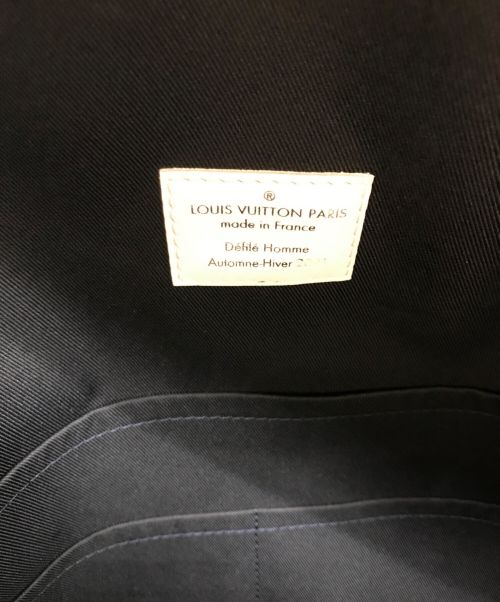 ®
LOUIS VUITTON PARIS
made in France
Défilé Homme
Automne-Hiver